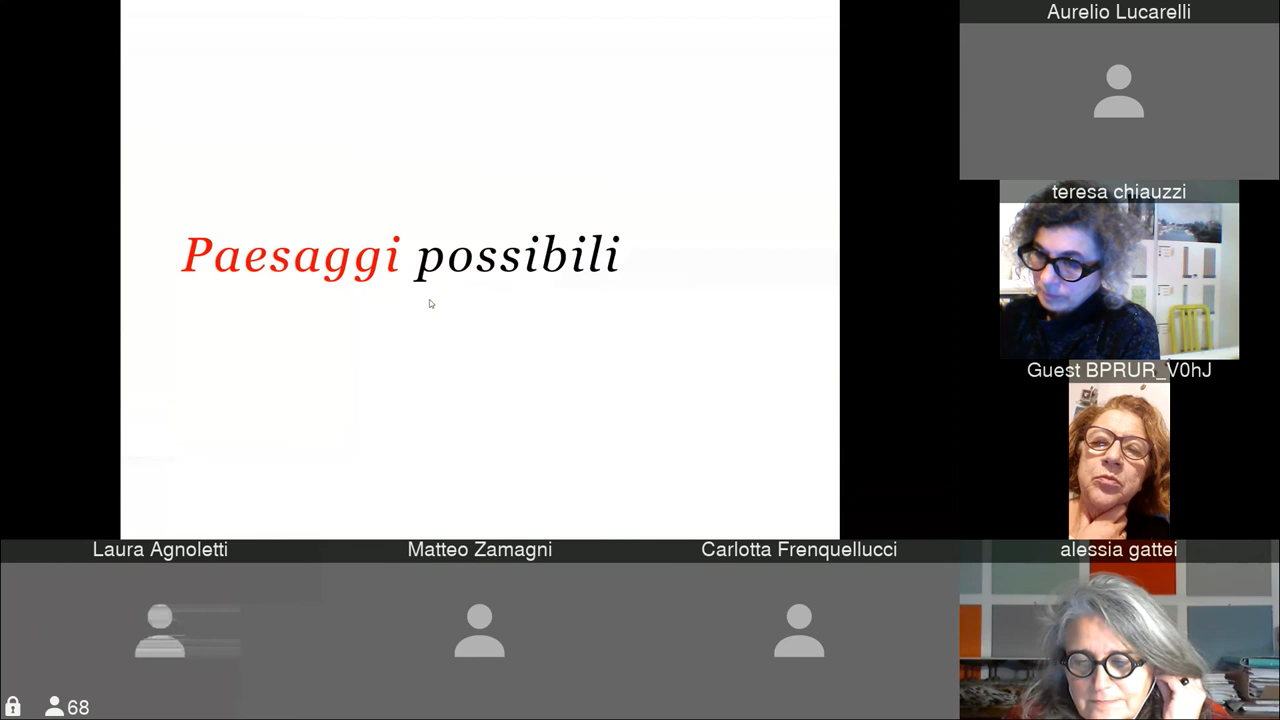 Aurelio Lucarelli
Paesaggi possibili
teresa chiauzzi
Guest BPRUR_V0hJ
Laura Agnoletti
Matteo Zamagni
Carlotta Frenquellucci
alessia gattei
68